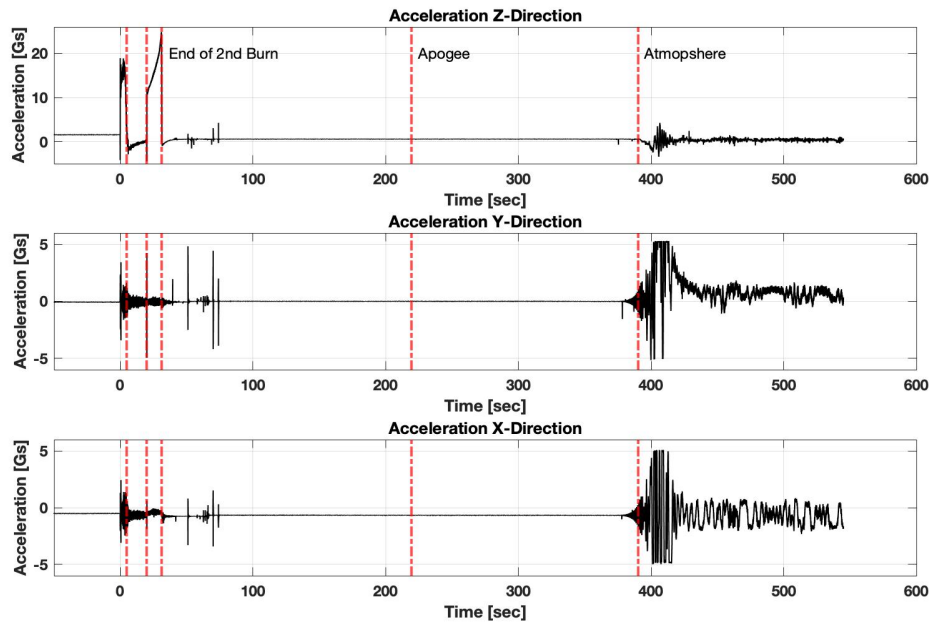 Acceleration Z-Direction
Acceleration [Gs]
20
10
0
End of 2nd Burn
Apogee
Atmopshere
0
100
200
300
400
500
600
Time [sec]
Acceleration Y-Direction
Acceleration [Gs]
5
0
-5
0
100
200
300
400
500
600
Time [sec]
Acceleration X-Direction
Acceleration [Gs]
5
0
-5
0
100
200
300
400
500
600
Time [sec]